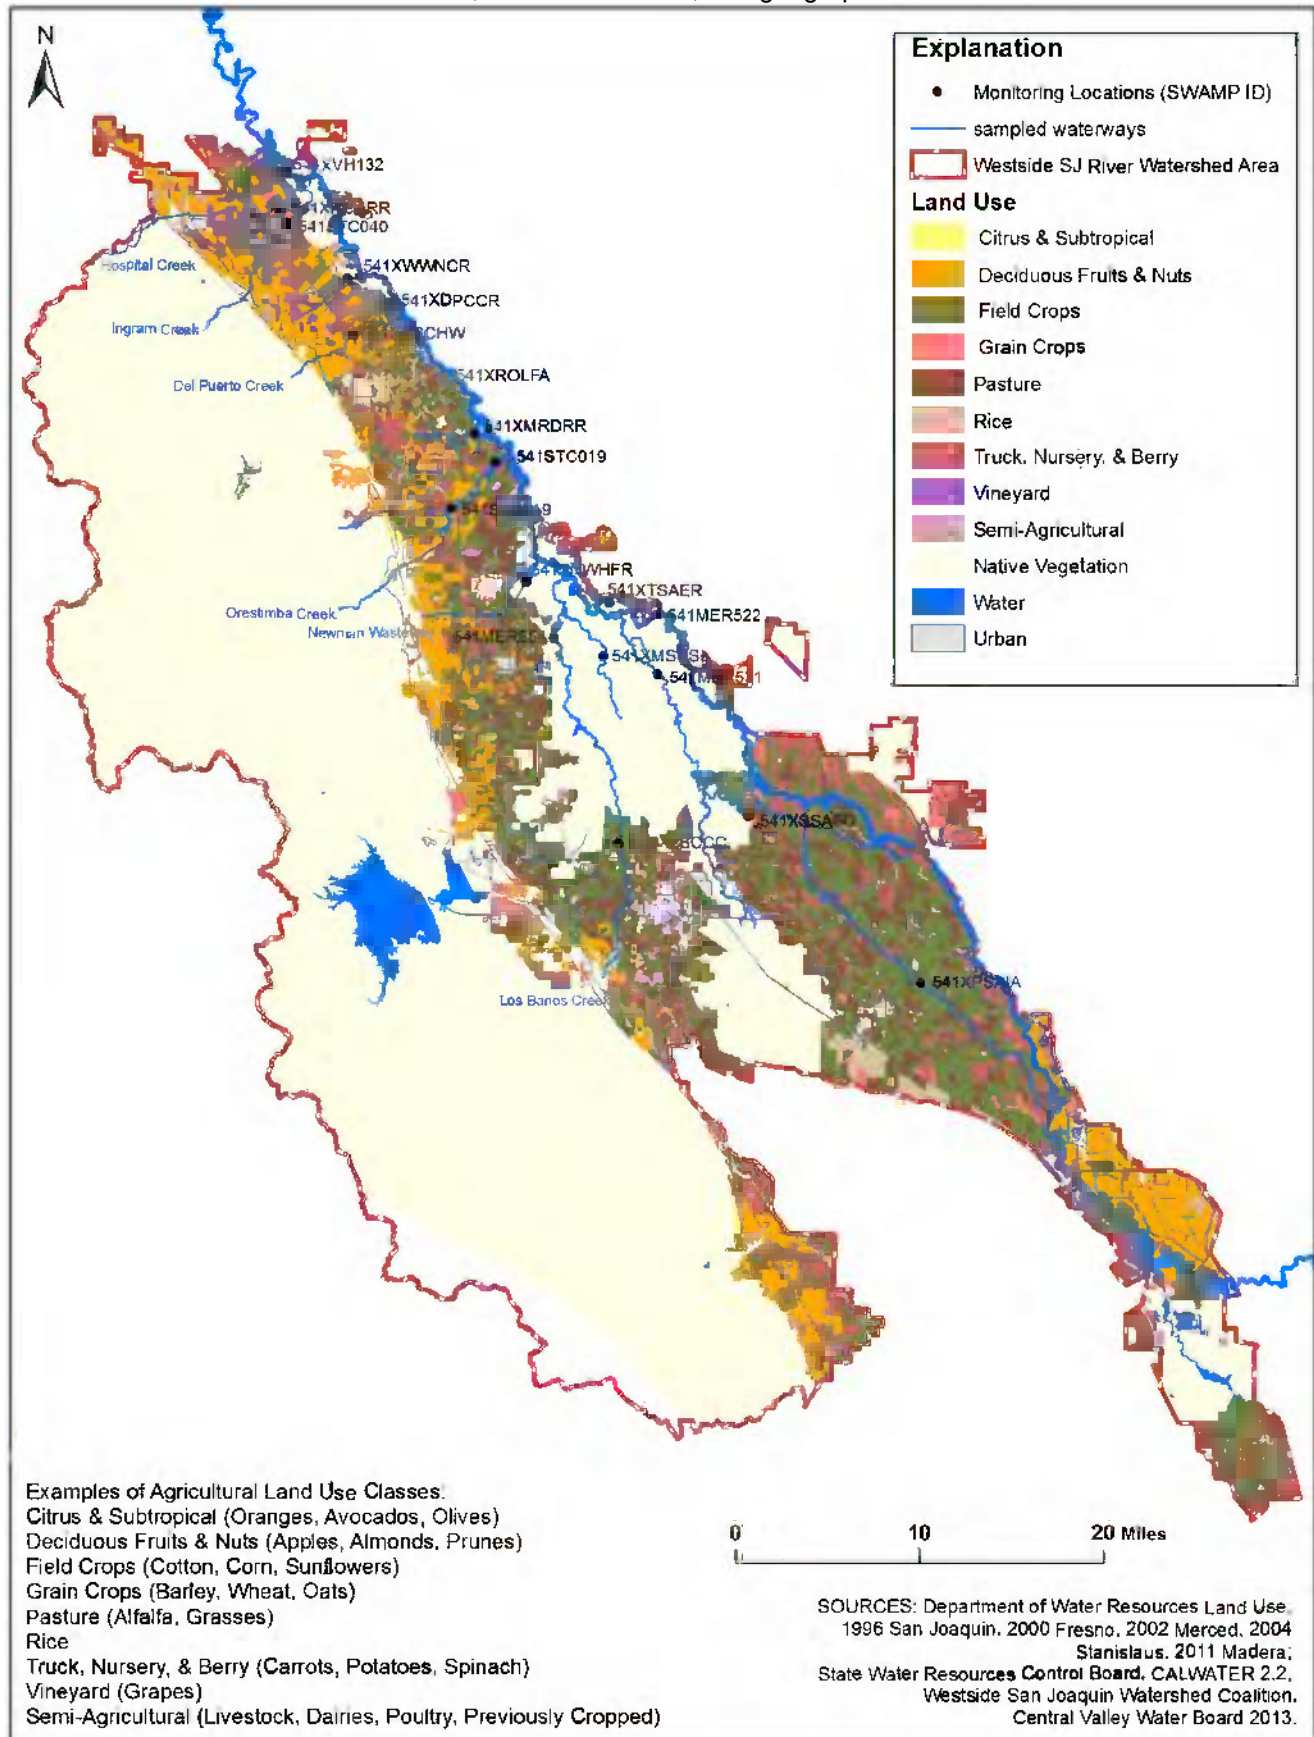 N
Explanation
Monitoring Locations (SWAMP ID)
sampled waterways
Westside SJ River Watershed Area
Land Use
Citrus & Subtropical
Deciduous Fruits & Nuts
Field Crops
Grain Crops
Pasture
Rice
Truck, Nursery, & Berry
Vineyard
Semi-Agricultural
Native Vegetation
Water
Urban
541STC040
Hospital Creek
541XWWNCR
541XDPCCR
Ingram Creek
541XROLFA
Del Puerto Creek
541XMRDRR
541STC019
541XTSAER
Orestimba Creek
541MER522
Newman
541XPSAIA
Los Banos Creek
Examples of Agricultural Land Use Classes:
Citrus & Subtropical (Oranges, Avocados, Olives)
Deciduous Fruits & Nuts (Apples, Almonds, Prunes)
Field Crops (Cotton, Corn, Sunflowers)
Grain Crops (Barley, Wheat, Oats)
Pasture (Alfalfa, Grasses)
Rice
Truck, Nursery, & Berry (Carrots, Potatoes, Spinach)
Vineyard (Grapes)
Semi-Agricultural (Livestock, Dairies, Poultry, Previously Cropped)
0 10 20 Miles
SOURCES: Department of Water Resources Land Use,
1996 San Joaquin, 2000 Fresno, 2002 Merced, 2004
Stanislaus, 2011 Madera;
State Water Resources Control Board, CALWATER 2.2,
Westside San Joaquin Watershed Coalition,
Central Valley Water Board 2013.